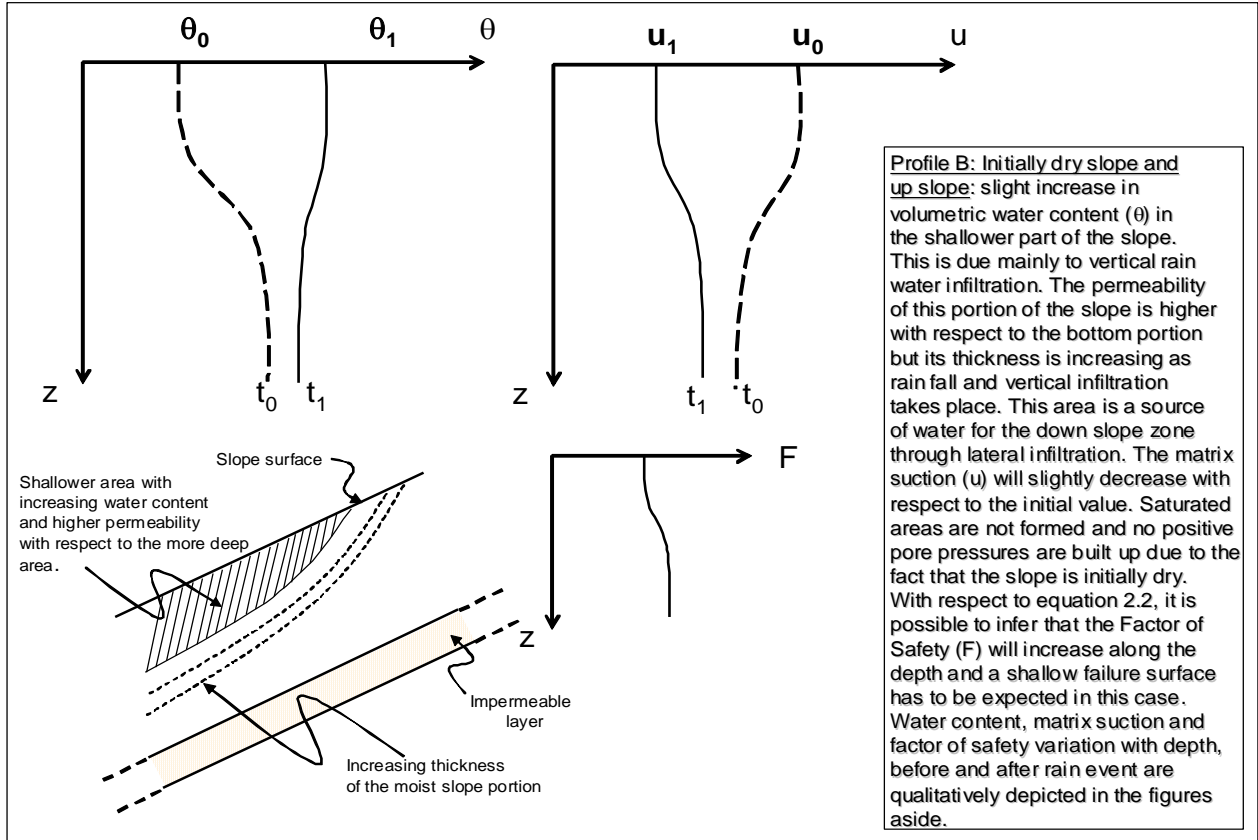 θ0 θ1 θ
z
t0 t1
u1 u0 u
z
t1 t0
F
z
Slope surface
Shallower area with
increasing water content
and higher permeability
with respect to the more deep
area.
Impermeable
layer
Increasing thickness
of the moist slope portion
Profile B: Initially dry slope and
up slope: slight increase in
volumetric water content (θ) in
the shallower part of the slope.
This is due mainly to vertical rain
water infiltration. The permeability
of this portion of the slope is higher
with respect to the bottom portion
but its thickness is increasing as
rain fall and vertical infiltration
takes place. This area is a source
of water for the down slope zone
through lateral infiltration. The matrix
suction (u) will slightly decrease with
respect to the initial value. Saturated
areas are not formed and no positive
pore pressures are built up due to the
fact that the slope is initially dry.
With respect to equation 2.2, it is
possible to infer that the Factor of
Safety (F) will increase along the
depth and a shallow failure surface
has to be expected in this case.
Water content, matrix suction and
factor of safety variation with depth,
before and after rain event are
qualitatively depicted in the figures
aside.